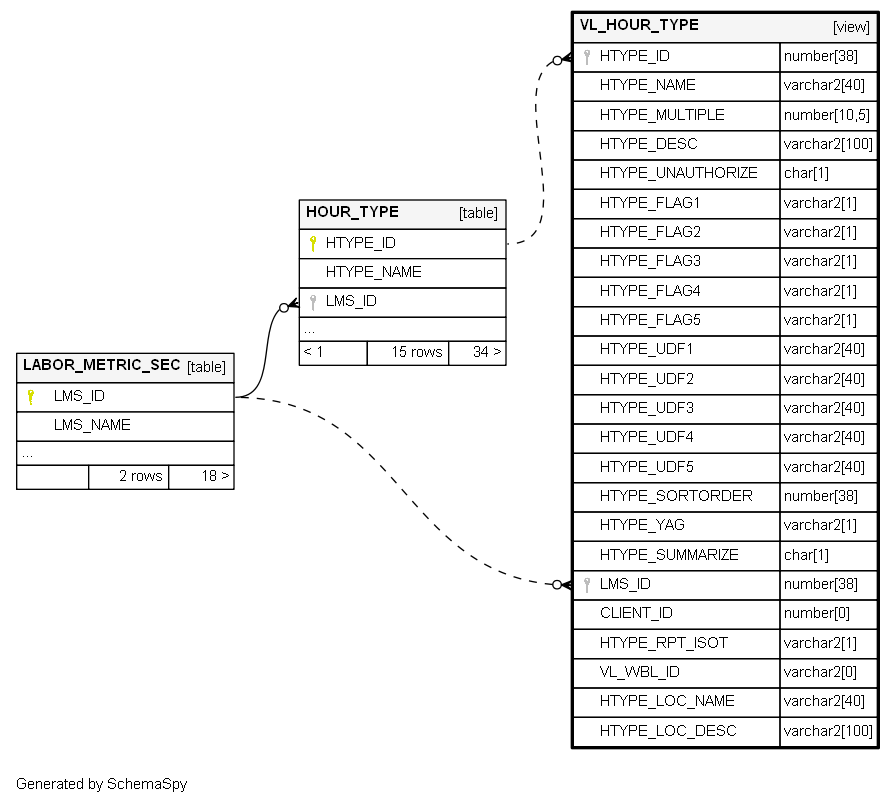 VL_HOUR_TYPE [view]
HTYPE_ID number[38]
HTYPE_NAME varchar2[40]
HTYPE_MULTIPLE number[10,5]
HTYPE_DESC varchar2[100]
HTYPE_UNAUTHORIZE char[1]
HTYPE_FLAG1 varchar2[1]
HTYPE_FLAG2 varchar2[1]
HTYPE_FLAG3 varchar2[1]
HTYPE_FLAG4 varchar2[1]
HTYPE_FLAG5 varchar2[1]
HTYPE_UDF1 varchar2[40]
HTYPE_UDF2 varchar2[40]
HTYPE_UDF3 varchar2[40]
HTYPE_UDF4 varchar2[40]
HTYPE_UDF5 varchar2[40]
HTYPE_SORTORDER number[38]
HTYPE_YAG varchar2[1]
HTYPE_SUMMARIZE char[1]
LMS_ID number[38]
CLIENT_ID number[0]
HTYPE_RPT_ISOT varchar2[1]
VL_WBL_ID varchar2[0]
HTYPE_LOC_NAME varchar2[40]
HTYPE_LOC_DESC varchar2[100]
HOUR_TYPE [table]
HTYPE_ID
HTYPE_NAME
LMS_ID
...
< 1 15 rows 34 >
LABOR_METRIC_SEC [table]
LMS_ID
LMS_NAME
...
2 rows 18 >
Generated by SchemaSpy